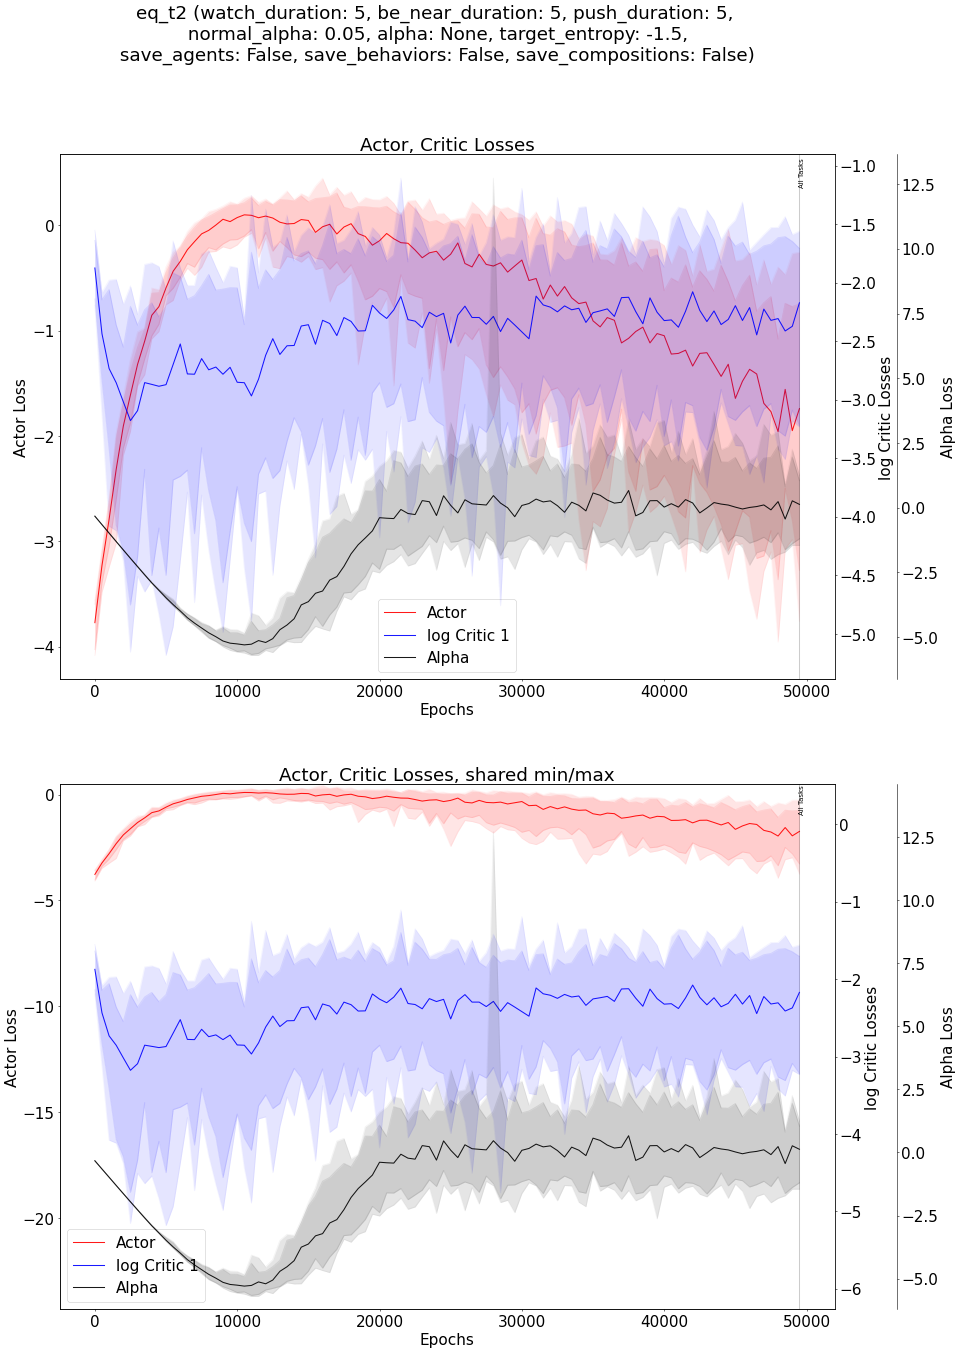 eq_t2 (watch_duration: 5, be_near_duration: 5, push_duration: 5,
normal_alpha: 0.05, alpha: None, target_entropy: -1.5,
save_agents: False, save_behaviors: False, save_compositions: False)
Actor, Critic Losses
All Tasks
0
−1
−2
−3
−4
Actor Loss
−1.0
−1.5
−2.0
−2.5
−3.0
−3.5
−4.0
−4.5
−5.0
log Critic Losses
12.5
10.0
7.5
5.0
2.5
0.0
−2.5
−5.0
Alpha Loss
Actor
log Critic 1
Alpha
0 10000 20000 30000 40000 50000
Epochs
Actor, Critic Losses, shared min/max
All Tasks
0
−5
−10
−15
−20
Actor Loss
0
−1
−2
−3
−4
−5
−6
log Critic Losses
12.5
10.0
7.5
5.0
2.5
0.0
−2.5
−5.0
Alpha Loss
Actor
log Critic 1
Alpha
0 10000 20000 30000 40000 50000
Epochs